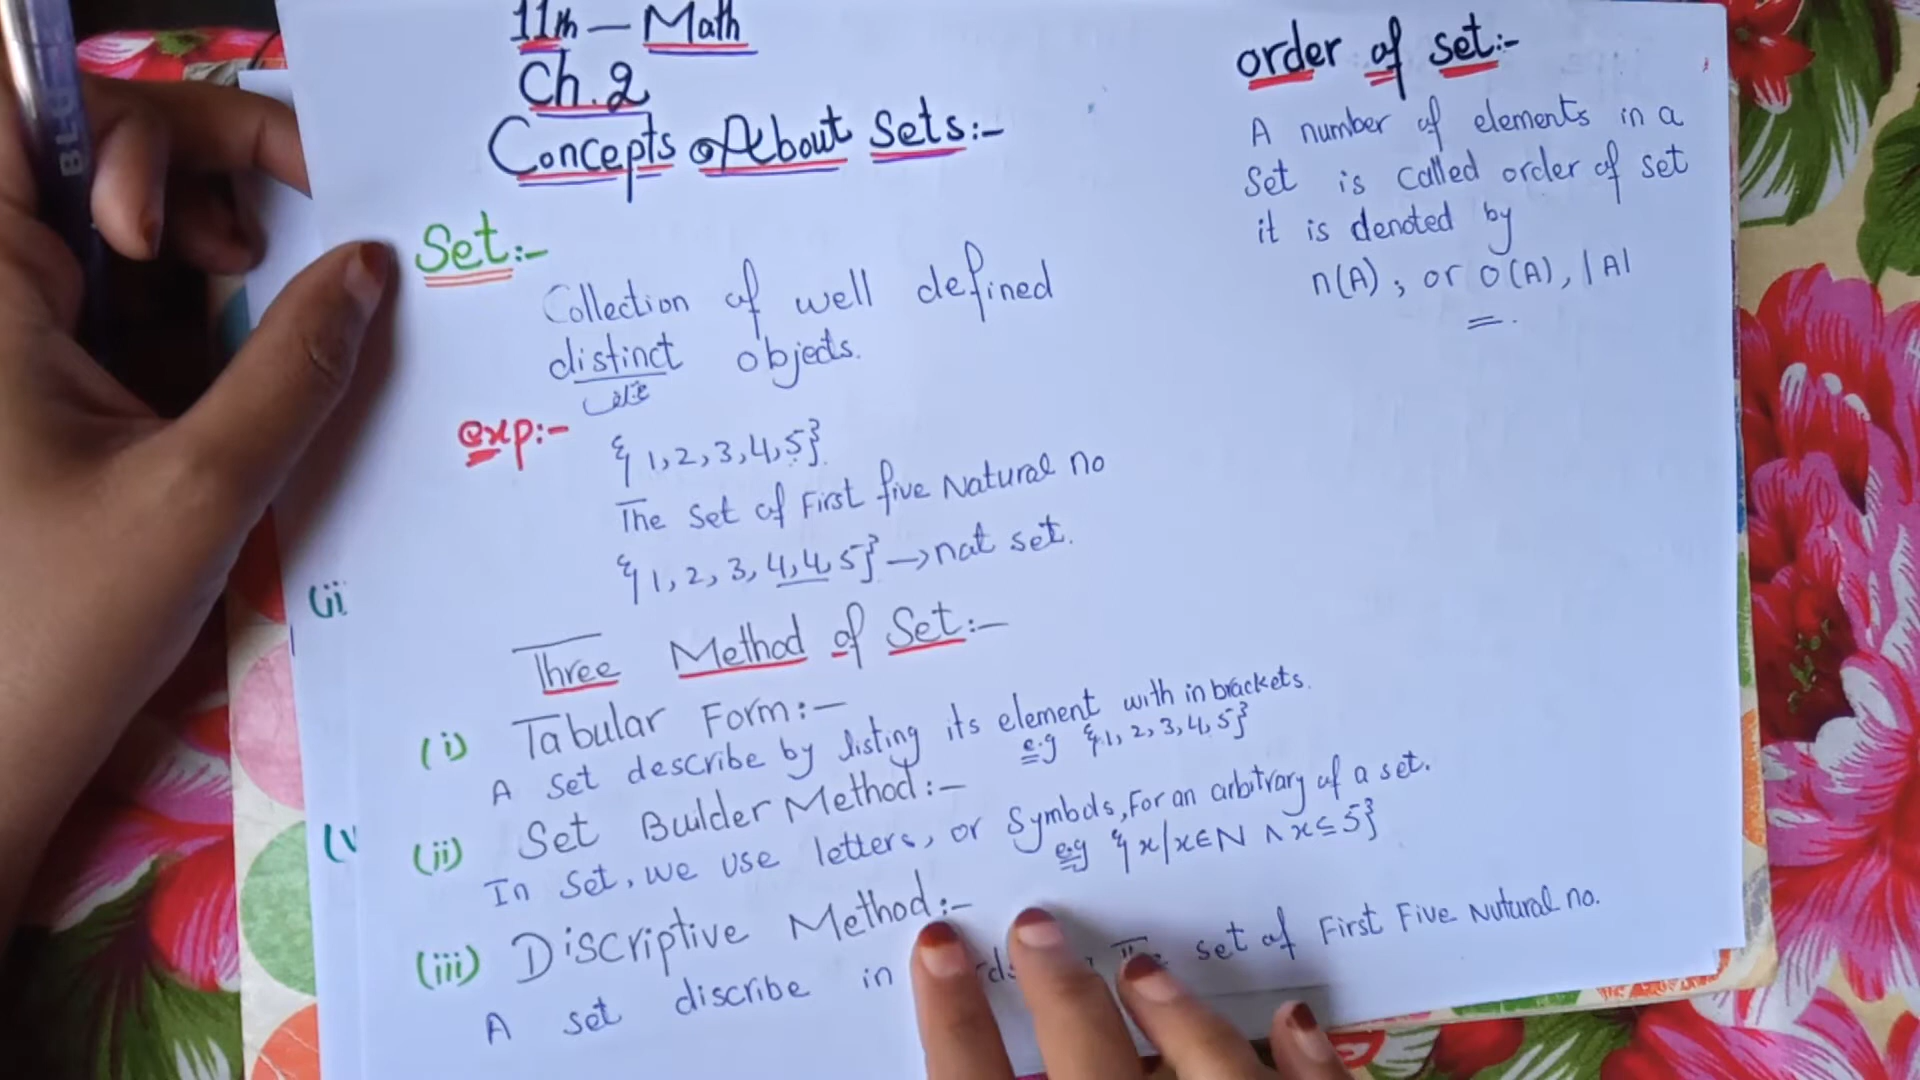 11th - Math
Ch.2
Concepts About Sets:-
Set:-
Collection of well defined
distinct objects.
exp:-
{1,2,3,4,5}
The Set of First five Natural no
{1, 2, 3, 4,4, 5} → not set.
Three Method of Set:-
(i) Tabular Form:-
A set describe by listing its element with in brackets.
e.g {1, 2, 3, 4, 5}
(ii) Set Builder Method:-
In set, we use letters, or Symbols, For an arbitrary of a set.
e.g {x/x∈N ∧ x≤5}
(iii) Discriptive Method:-
A set discribe in set of First Five Nutural no.
order of set:-
A number of elements in a
Set is called order of set
it is denoted by
n(A) ; or O(A), |A|
(ii
BLU